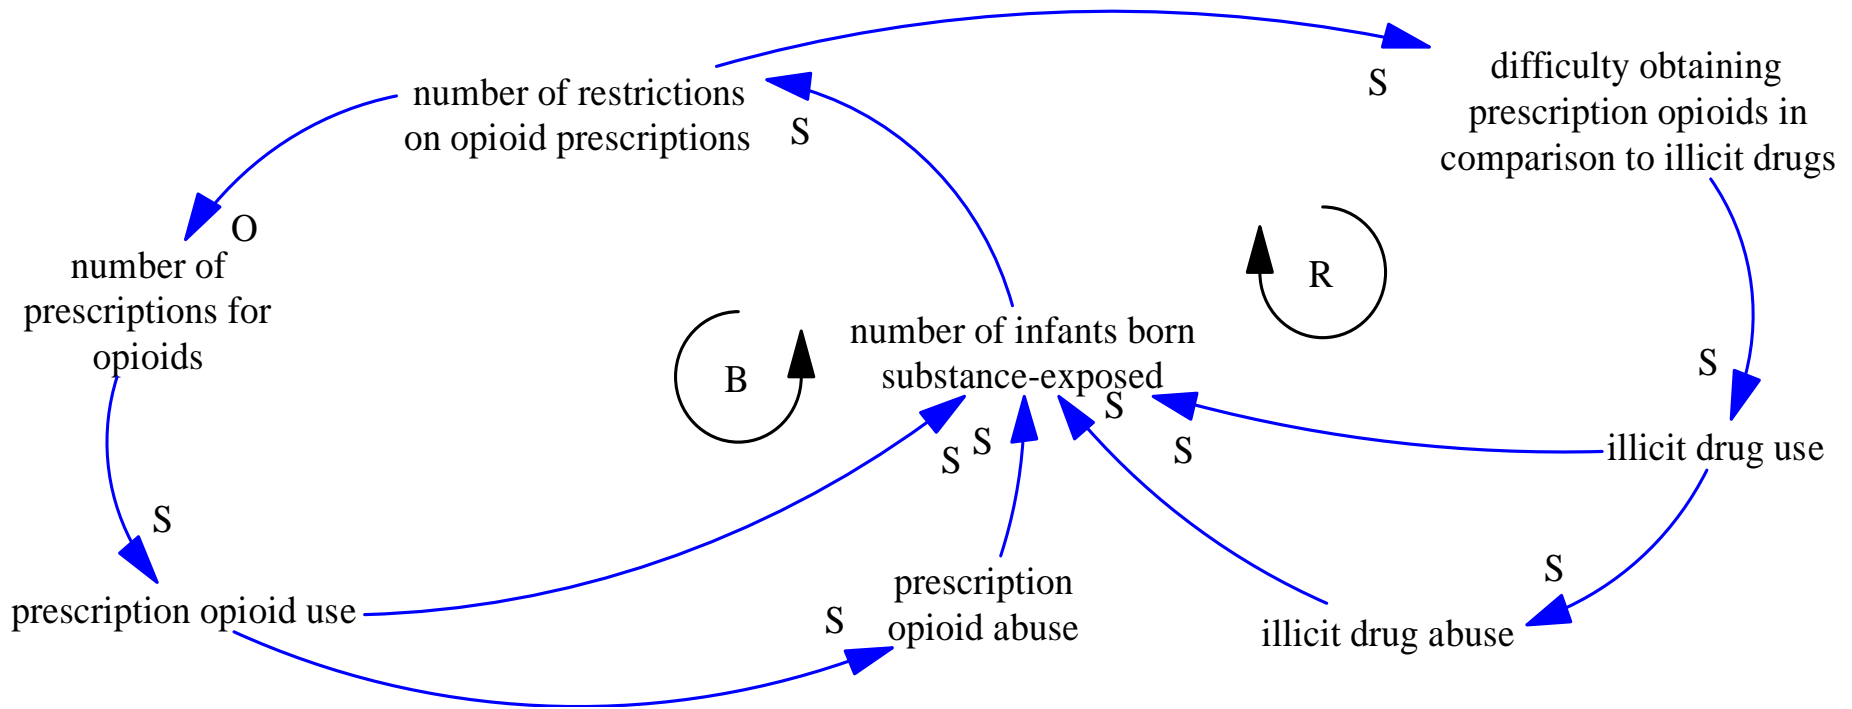 number of restrictions
on opioid prescriptions
S
S
difficulty obtaining
prescription opioids in
comparison to illicit drugs
O
number of
prescriptions for
opioids
R
B
number of infants born
substance-exposed
S
S
S
S
S
illicit drug use
S
S
prescription opioid use
S
prescription
opioid abuse
illicit drug abuse